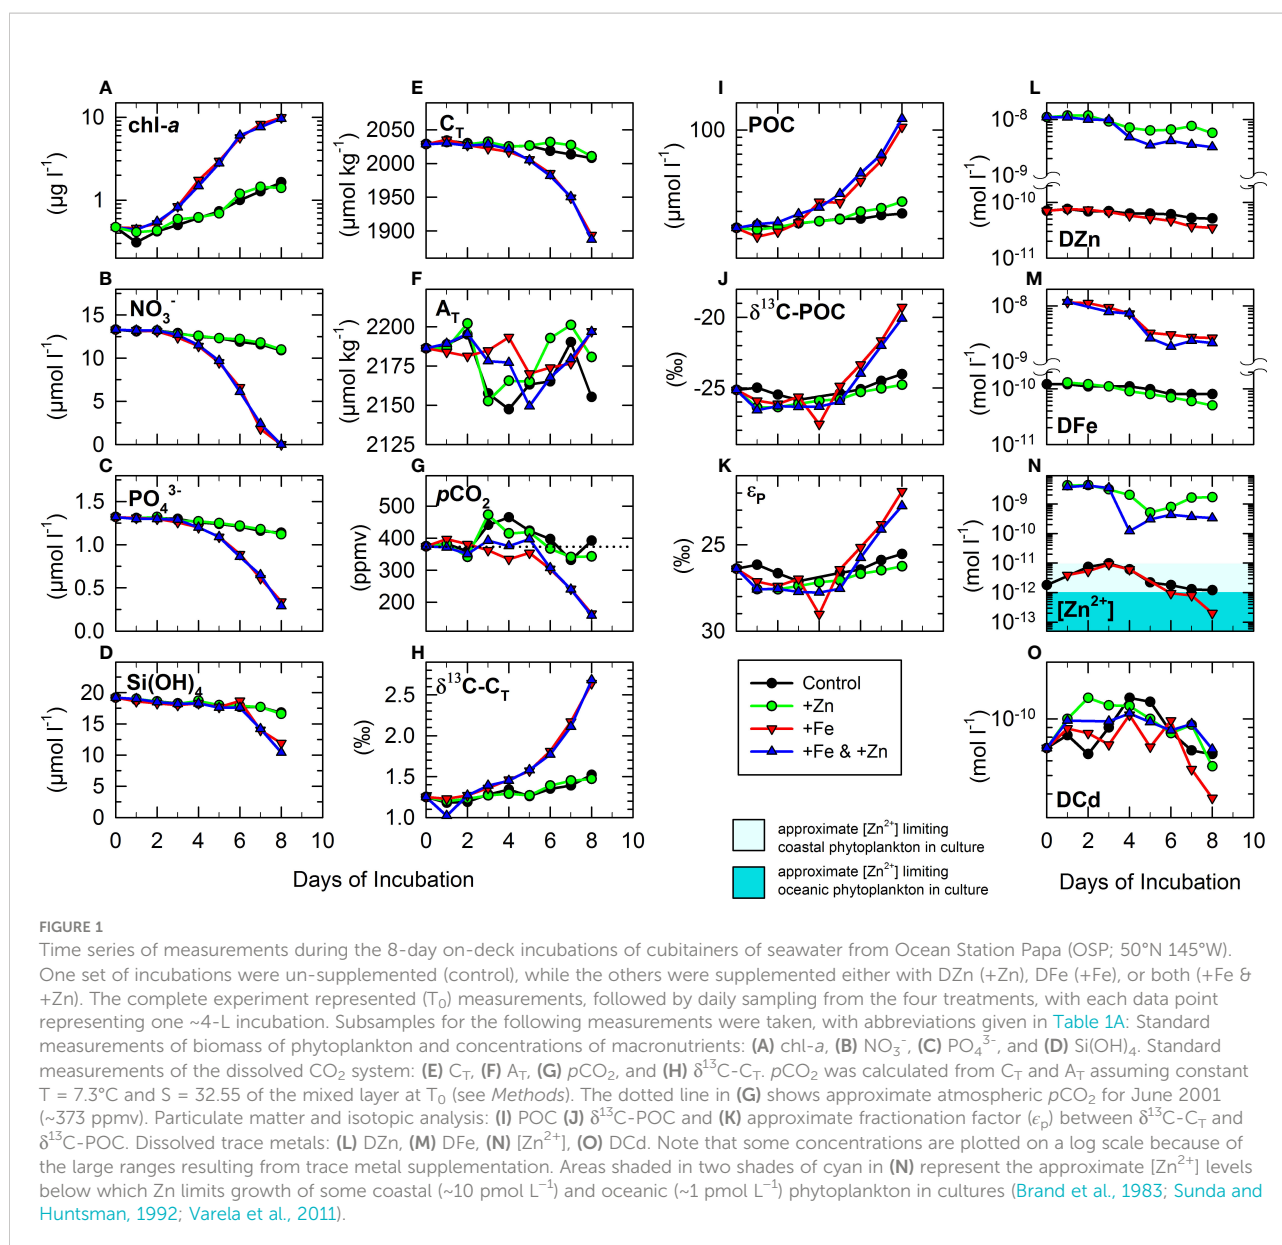 A
chl-a
(μg l⁻¹)
10
1
B
NO₃⁻
(μmol l⁻¹)
15
10
5
0
C
PO₄³⁻
(μmol l⁻¹)
1.5
1.0
0.5
0.0
D
Si(OH)₄
(μmol l⁻¹)
20
15
10
5
0
0 2 4 6 8 10
Days of Incubation
E
C_T
(μmol kg⁻¹)
2050
2000
1950
1900
F
A_T
(μmol kg⁻¹)
2200
2175
2150
2125
G
pCO₂
(ppmv)
500
400
300
200
H
δ¹³C-C_T
(‰)
2.5
2.0
1.5
1.0
0 2 4 6 8 10
I
POC
(μmol l⁻¹)
100
J
δ¹³C-POC
(‰)
-20
-25
K
ε_P
(‰)
25
30
Control
+Zn
+Fe
+Fe & +Zn
approximate [Zn²⁺] limiting
coastal phytoplankton in culture
approximate [Zn²⁺] limiting
oceanic phytoplankton in culture
L
(mol l⁻¹)
10⁻⁸
10⁻⁹
10⁻¹⁰
10⁻¹¹
DZn
M
(mol l⁻¹)
10⁻⁸
10⁻⁹
10⁻¹⁰
10⁻¹¹
DFe
N
(mol l⁻¹)
10⁻⁹
10⁻¹⁰
10⁻¹¹
10⁻¹²
10⁻¹³
[Zn²⁺]
O
(mol l⁻¹)
10⁻¹⁰
DCd
0 2 4 6 8 10
Days of Incubation
FIGURE 1
Time series of measurements during the 8-day on-deck incubations of cubitainers of seawater from Ocean Station Papa (OSP; 50°N 145°W).
One set of incubations were un-supplemented (control), while the others were supplemented either with DZn (+Zn), DFe (+Fe), or both (+Fe &
+Zn). The complete experiment represented (T₀) measurements, followed by daily sampling from the four treatments, with each data point
representing one ~4-L incubation. Subsamples for the following measurements were taken, with abbreviations given in Table 1A: Standard
measurements of biomass of phytoplankton and concentrations of macronutrients: (A) chl-a, (B) NO₃⁻, (C) PO₄³⁻, and (D) Si(OH)₄. Standard
measurements of the dissolved CO₂ system: (E) C_T, (F) A_T, (G) pCO₂, and (H) δ¹³C-C_T. pCO₂ was calculated from C_T and A_T assuming constant
T = 7.3°C and S = 32.55 of the mixed layer at T₀ (see Methods). The dotted line in (G) shows approximate atmospheric pCO₂ for June 2001
(~373 ppmv). Particulate matter and isotopic analysis: (I) POC (J) δ¹³C-POC and (K) approximate fractionation factor (ϵ_p) between δ¹³C-C_T and
δ¹³C-POC. Dissolved trace metals: (L) DZn, (M) DFe, (N) [Zn²⁺], (O) DCd. Note that some concentrations are plotted on a log scale because of
the large ranges resulting from trace metal supplementation. Areas shaded in two shades of cyan in (N) represent the approximate [Zn²⁺] levels
below which Zn limits growth of some coastal (~10 pmol L⁻¹) and oceanic (~1 pmol L⁻¹) phytoplankton in cultures (Brand et al., 1983; Sunda and
Huntsman, 1992; Varela et al., 2011).